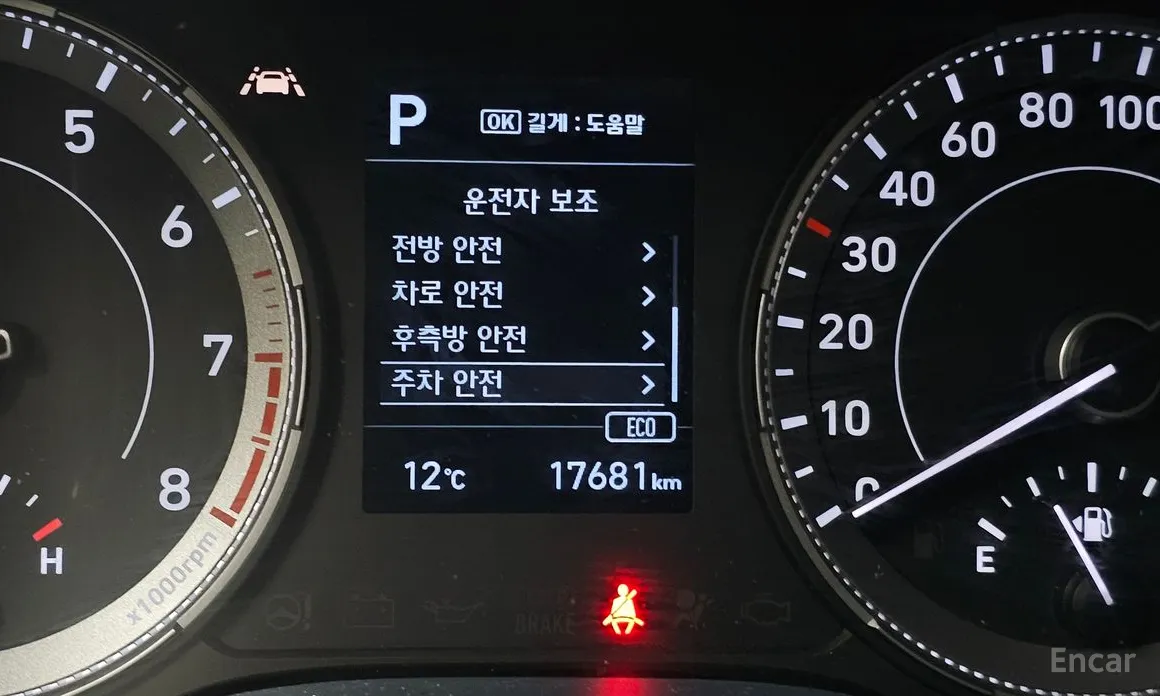 P
OK 길게 : 도움말
운전자 보조
전방 안전
차로 안전
후측방 안전
주차 안전
ECO
12℃ 17681km
5
6
7
8
x1000rpm
H
100
80
60
40
30
20
10
0
E
BRAKE
Encar